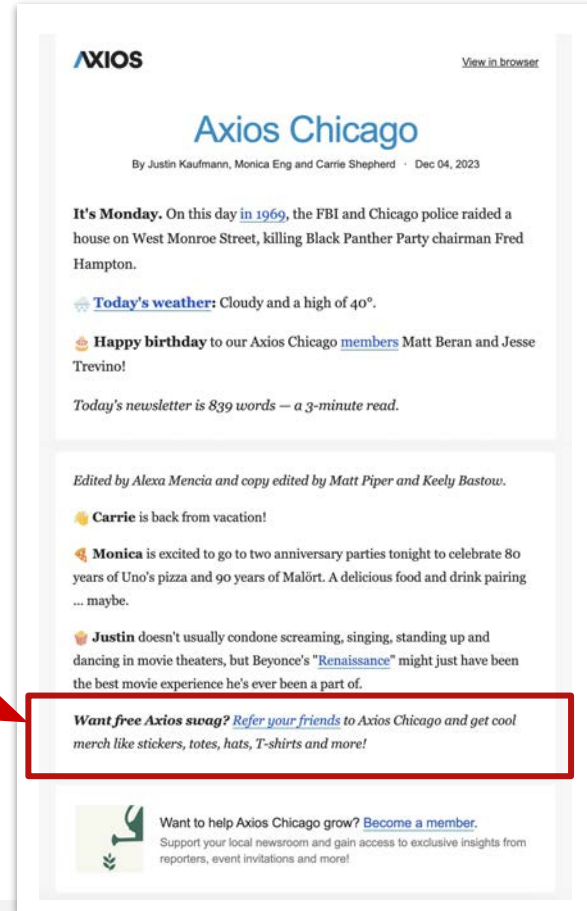 AXIOS
View in browser
Axios Chicago
By Justin Kaufmann, Monica Eng and Carrie Shepherd · Dec 04, 2023
It's Monday. On this day in 1969, the FBI and Chicago police raided a
house on West Monroe Street, killing Black Panther Party chairman Fred
Hampton.
🌧️ Today's weather: Cloudy and a high of 40°.
🎂 Happy birthday to our Axios Chicago members Matt Beran and Jesse
Trevino!
Today's newsletter is 839 words — a 3-minute read.
Edited by Alexa Mencia and copy edited by Matt Piper and Keely Bastow.
👋 Carrie is back from vacation!
🍕 Monica is excited to go to two anniversary parties tonight to celebrate 80
years of Uno's pizza and 90 years of Malört. A delicious food and drink pairing
... maybe.
🍿 Justin doesn't usually condone screaming, singing, standing up and
dancing in movie theaters, but Beyonce's "Renaissance" might just have been
the best movie experience he's ever been a part of.
Want free Axios swag? Refer your friends to Axios Chicago and get cool
merch like stickers, totes, hats, T-shirts and more!
Want to help Axios Chicago grow? Become a member.
Support your local newsroom and gain access to exclusive insights from
reporters, event invitations and more!